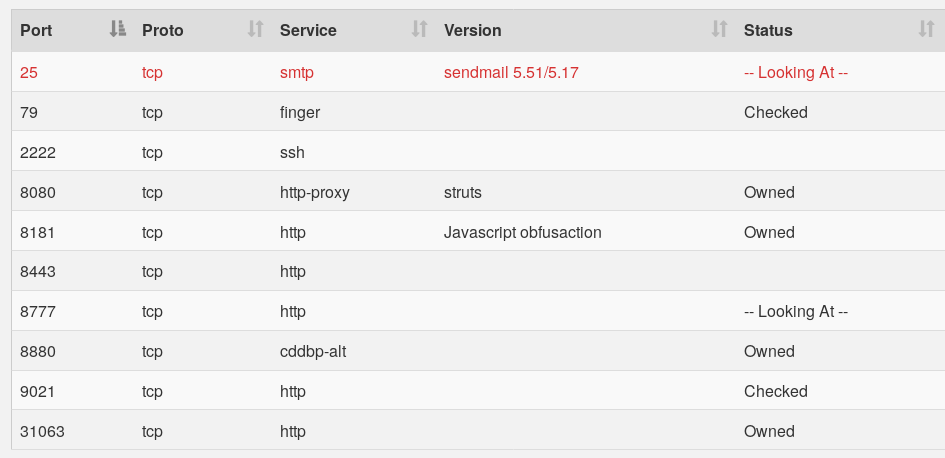 Port Proto Service Version Status
25 tcp smtp sendmail 5.51/5.17 -- Looking At --
79 tcp finger Checked
2222 tcp ssh
8080 tcp http-proxy struts Owned
8181 tcp http Javascript obfusaction Owned
8443 tcp http
8777 tcp http -- Looking At --
8880 tcp cddbp-alt Owned
9021 tcp http Checked
31063 tcp http Owned